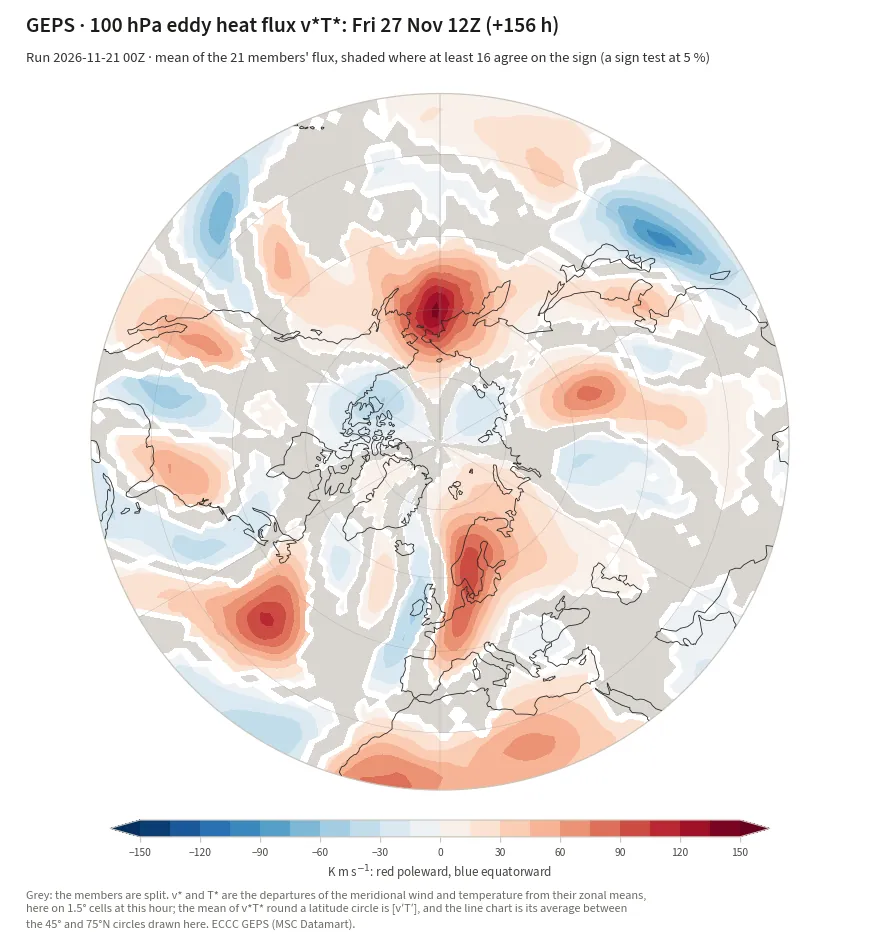 GEPS · 100 hPa eddy heat flux v*T*: Fri 27 Nov 12Z (+156 h)
Run 2026-11-21 00Z · mean of the 21 members' flux, shaded where at least 16 agree on the sign (a sign test at 5 %)
−150 −120 −90 −60 −30 0 30 60 90 120 150
K m s⁻¹: red poleward, blue equatorward
Grey: the members are split. v* and T* are the departures of the meridional wind and temperature from their zonal means,
here on 1.5° cells at this hour; the mean of v*T* round a latitude circle is [v'T'], and the line chart is its average between
the 45° and 75°N circles drawn here. ECCC GEPS (MSC Datamart).